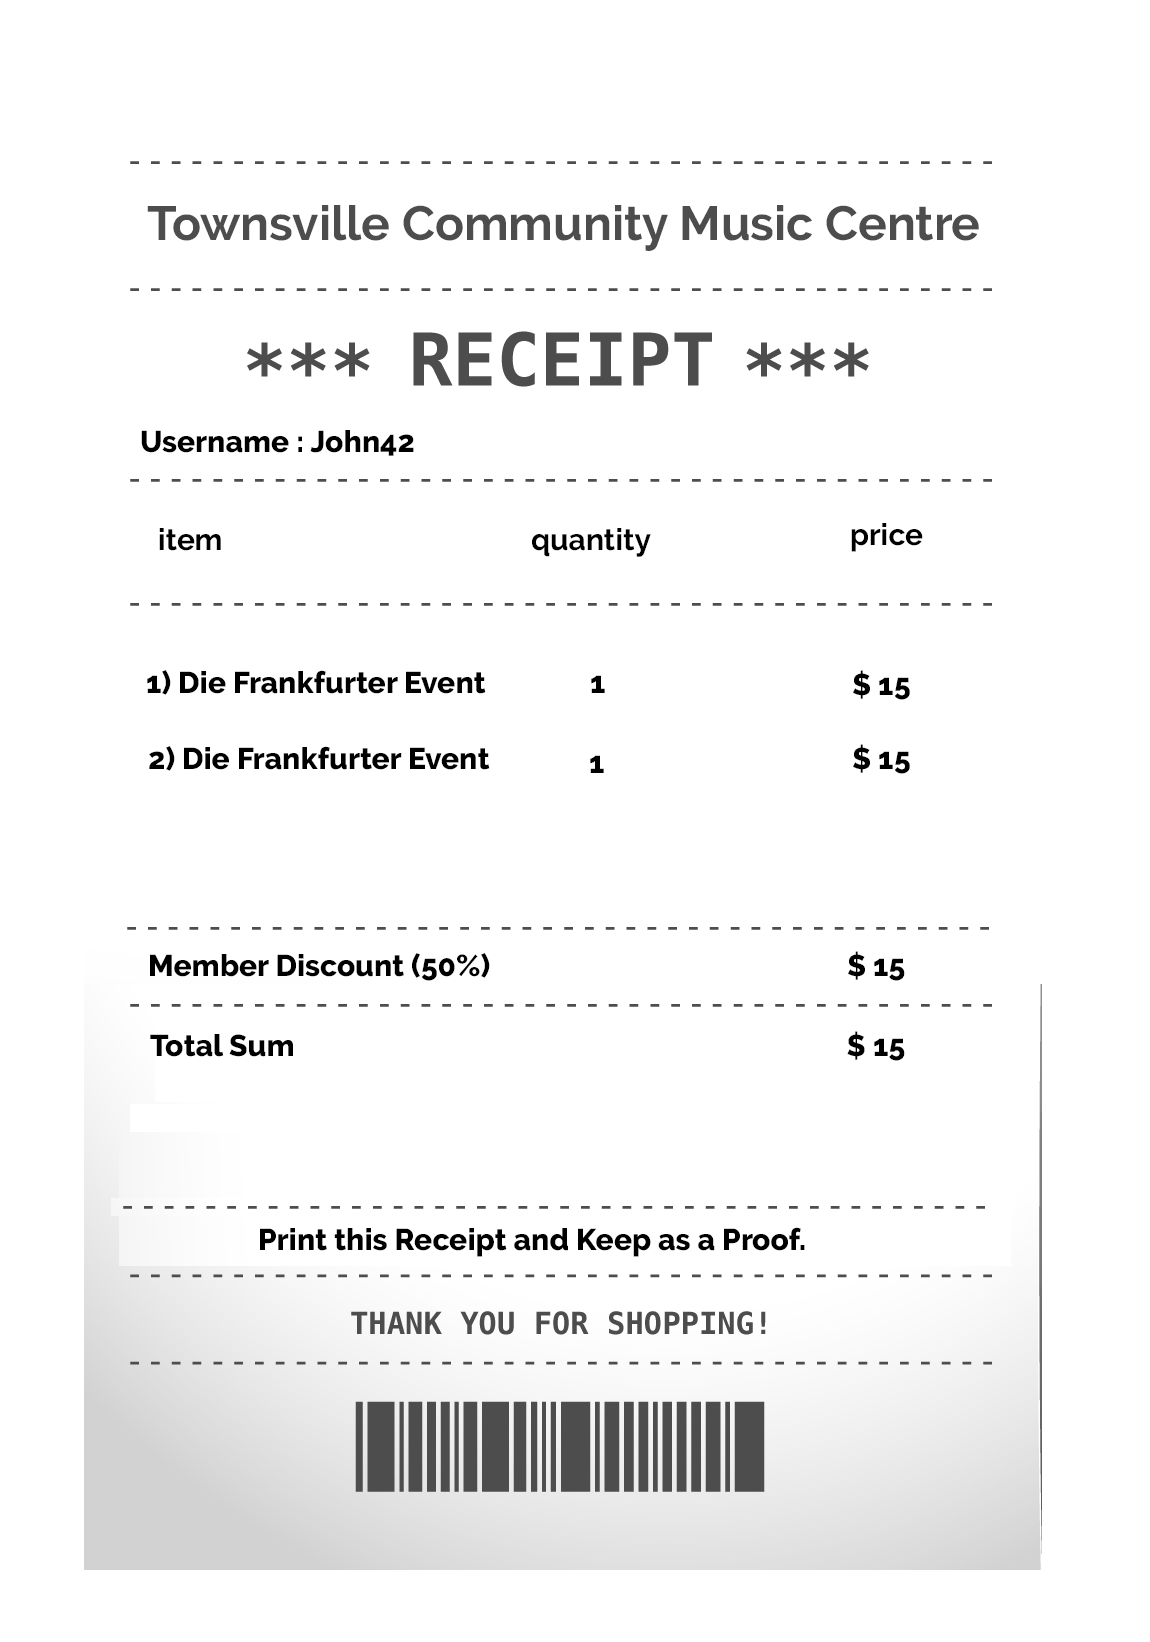 Townsville Community Music Centre
*** RECEIPT ***
Username : John42
item quantity price
1) Die Frankfurter Event 1 $ 15
2) Die Frankfurter Event 1 $ 15
Member Discount (50%) $ 15
Total Sum $ 15
Print this Receipt and Keep as a Proof.
THANK YOU FOR SHOPPING!